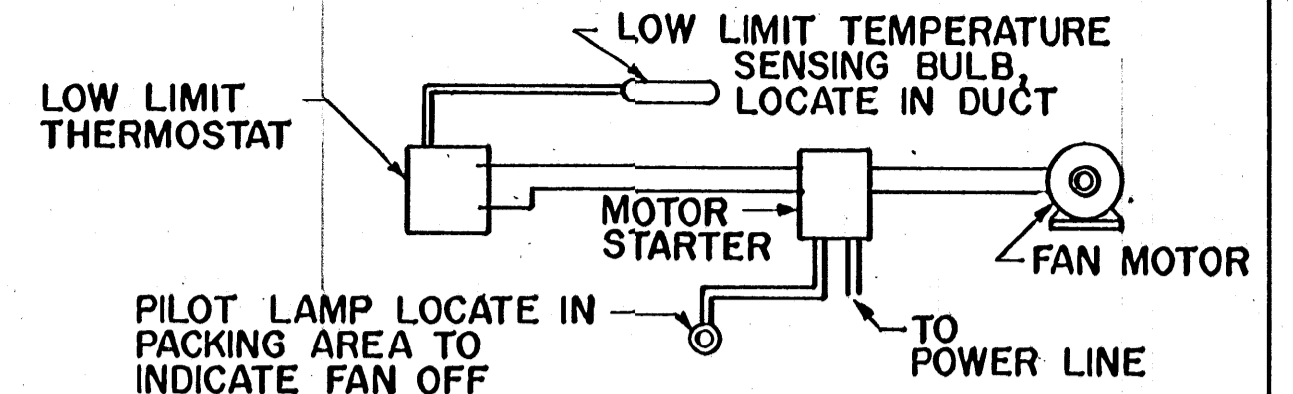 LOW LIMIT TEMPERATURE
SENSING BULB,
LOCATE IN DUCT
LOW LIMIT
THERMOSTAT
MOTOR
STARTER
FAN MOTOR
PILOT LAMP LOCATE IN
PACKING AREA TO
INDICATE FAN OFF
TO
POWER LINE